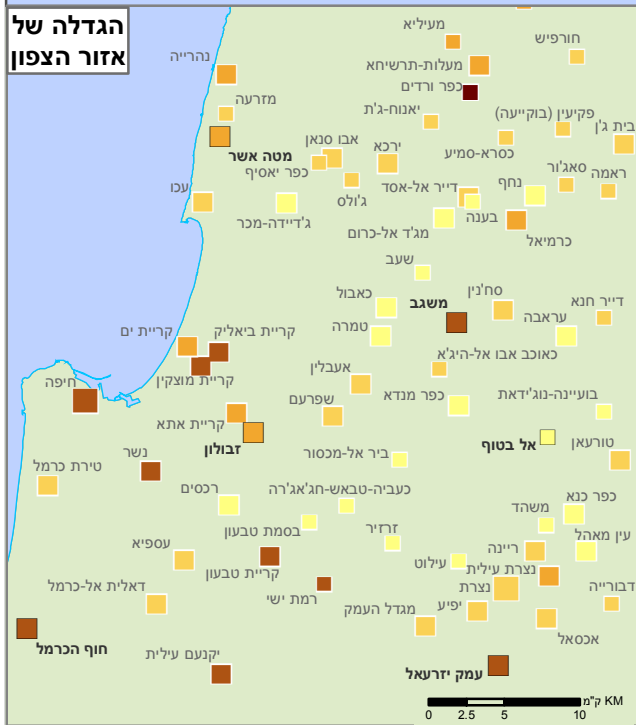 הגדלה של
אזור הצפון
מעיליא
חורפיש
נהרייה
מעלות-תרשיחא
כפר ורדים
מזרעה
יאנוח-ג'ת
פקיעין (בוקייעה)
בית ג'ן
מטה אשר
אבו סנאן
ירכא
כסרא-סמיע
כפר יאסיף
ג'ולס
סאג'ור
ראמה
עכו
דייר אל-אסד
נחף
ג'דיידה-מכר
בענה
מג'ד אל-כרום
כרמיאל
שעב
כאבול
משגב
סח'נין
דייר חנא
טמרה
עראבה
קריית ים
קריית ביאליק
כאוכב אבו אל-היג'א
קריית מוצקין
אעבלין
חיפה
כפר מנדא
בועיינה-נוג'ידאת
שפרעם
קריית אתא
זבולון
אל בטוף
ביר אל-מכסור
טורעאן
נשר
טירת כרמל
רכסים
כעביה-טבאש-חג'אג'רה
כפר כנא
משהד
בסמת טבעון
זרזיר
עין מאהל
עספיא
עילוט
ריינה
קריית טבעון
נצרת עילית
דאלית אל-כרמל
רמת ישי
נצרת
דבורייה
מגדל העמק
יפיע
אכסאל
חוף הכרמל
יקנעם עילית
עמק יזרעאל
ק"מ KM
0 2.5 5 10